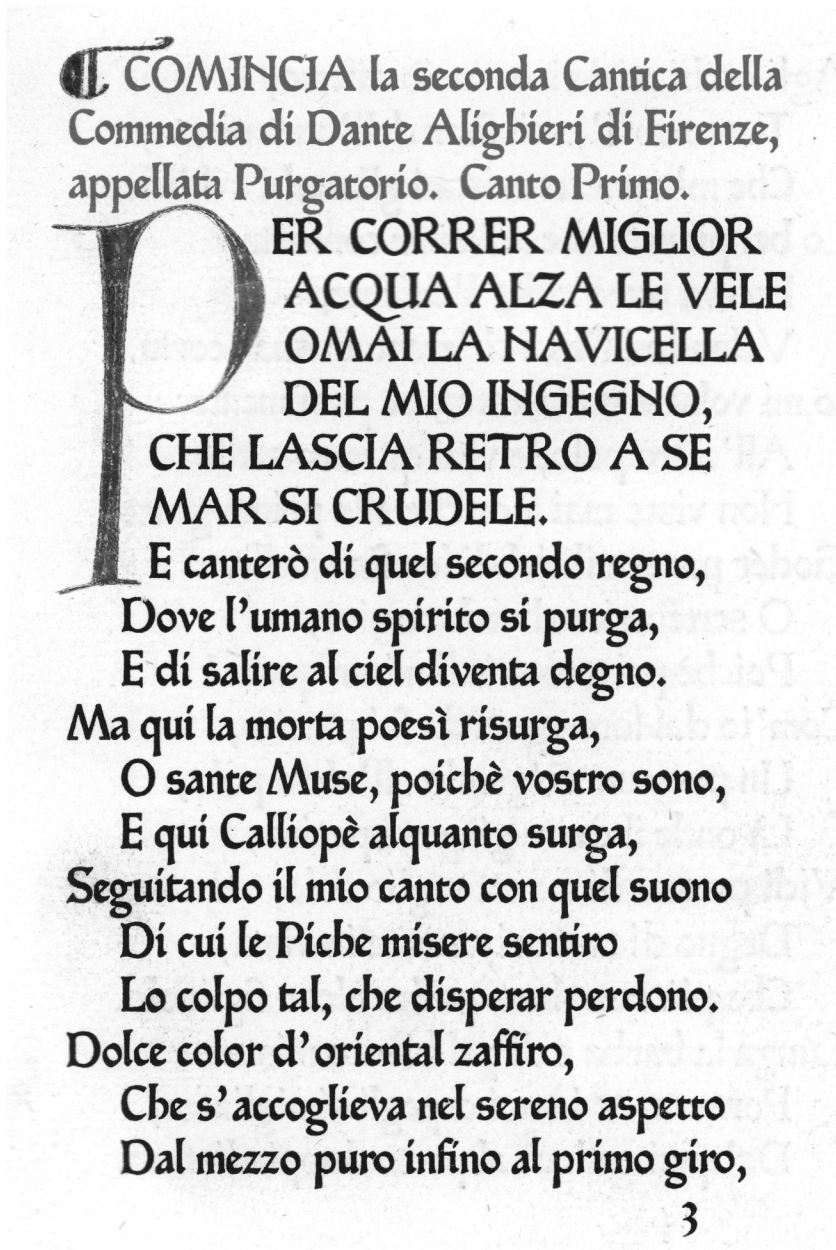 ¶ COMINCIA la seconda Cantica della
Commedia di Dante Alighieri di Firenze,
appellata Purgatorio. Canto Primo.
PER CORRER MIGLIOR
ACQUA ALZA LE VELE
OMAI LA NAVICELLA
DEL MIO INGEGNO,
CHE LASCIA RETRO A SE
MAR SI CRUDELE.
E canterò di quel secondo regno,
Dove l'umano spirito si purga,
E di salire al ciel diventa degno.
Ma qui la morta poesì risurga,
O sante Muse, poichè vostro sono,
E qui Calliopè alquanto surga,
Seguitando il mio canto con quel suono
Di cui le Piche misere sentiro
Lo colpo tal, che disperar perdono.
Dolce color d'oriental zaffiro,
Che s'accoglieva nel sereno aspetto
Dal mezzo puro infino al primo giro,
3